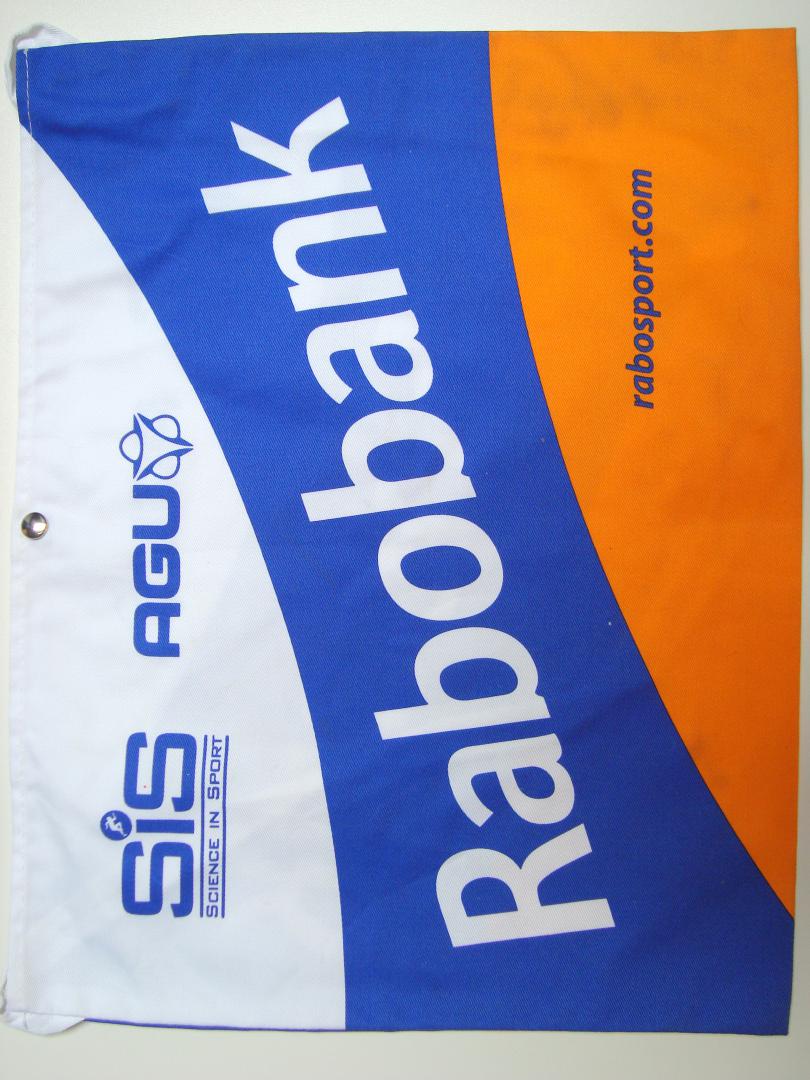 SiS
SCIENCE IN SPORT
AGU
Rabobank
rabosport.com